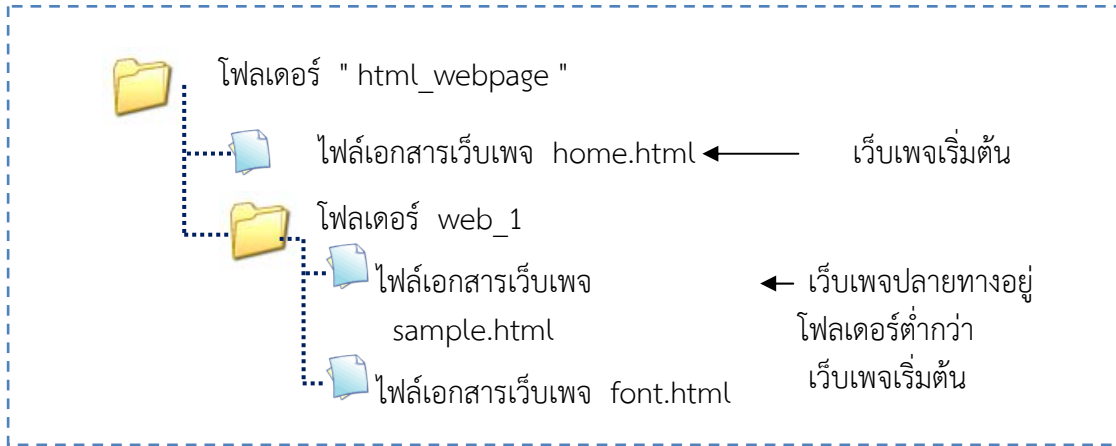 โฟลเดอร์ " html_webpage "
ไฟล์เอกสารเว็บเพจ home.html เว็บเพจเริ่มต้น
โฟลเดอร์ web_1
ไฟล์เอกสารเว็บเพจ
sample.html
เว็บเพจปลายทางอยู่
โฟลเดอร์ต่ำกว่า
เว็บเพจเริ่มต้น
ไฟล์เอกสารเว็บเพจ font.html